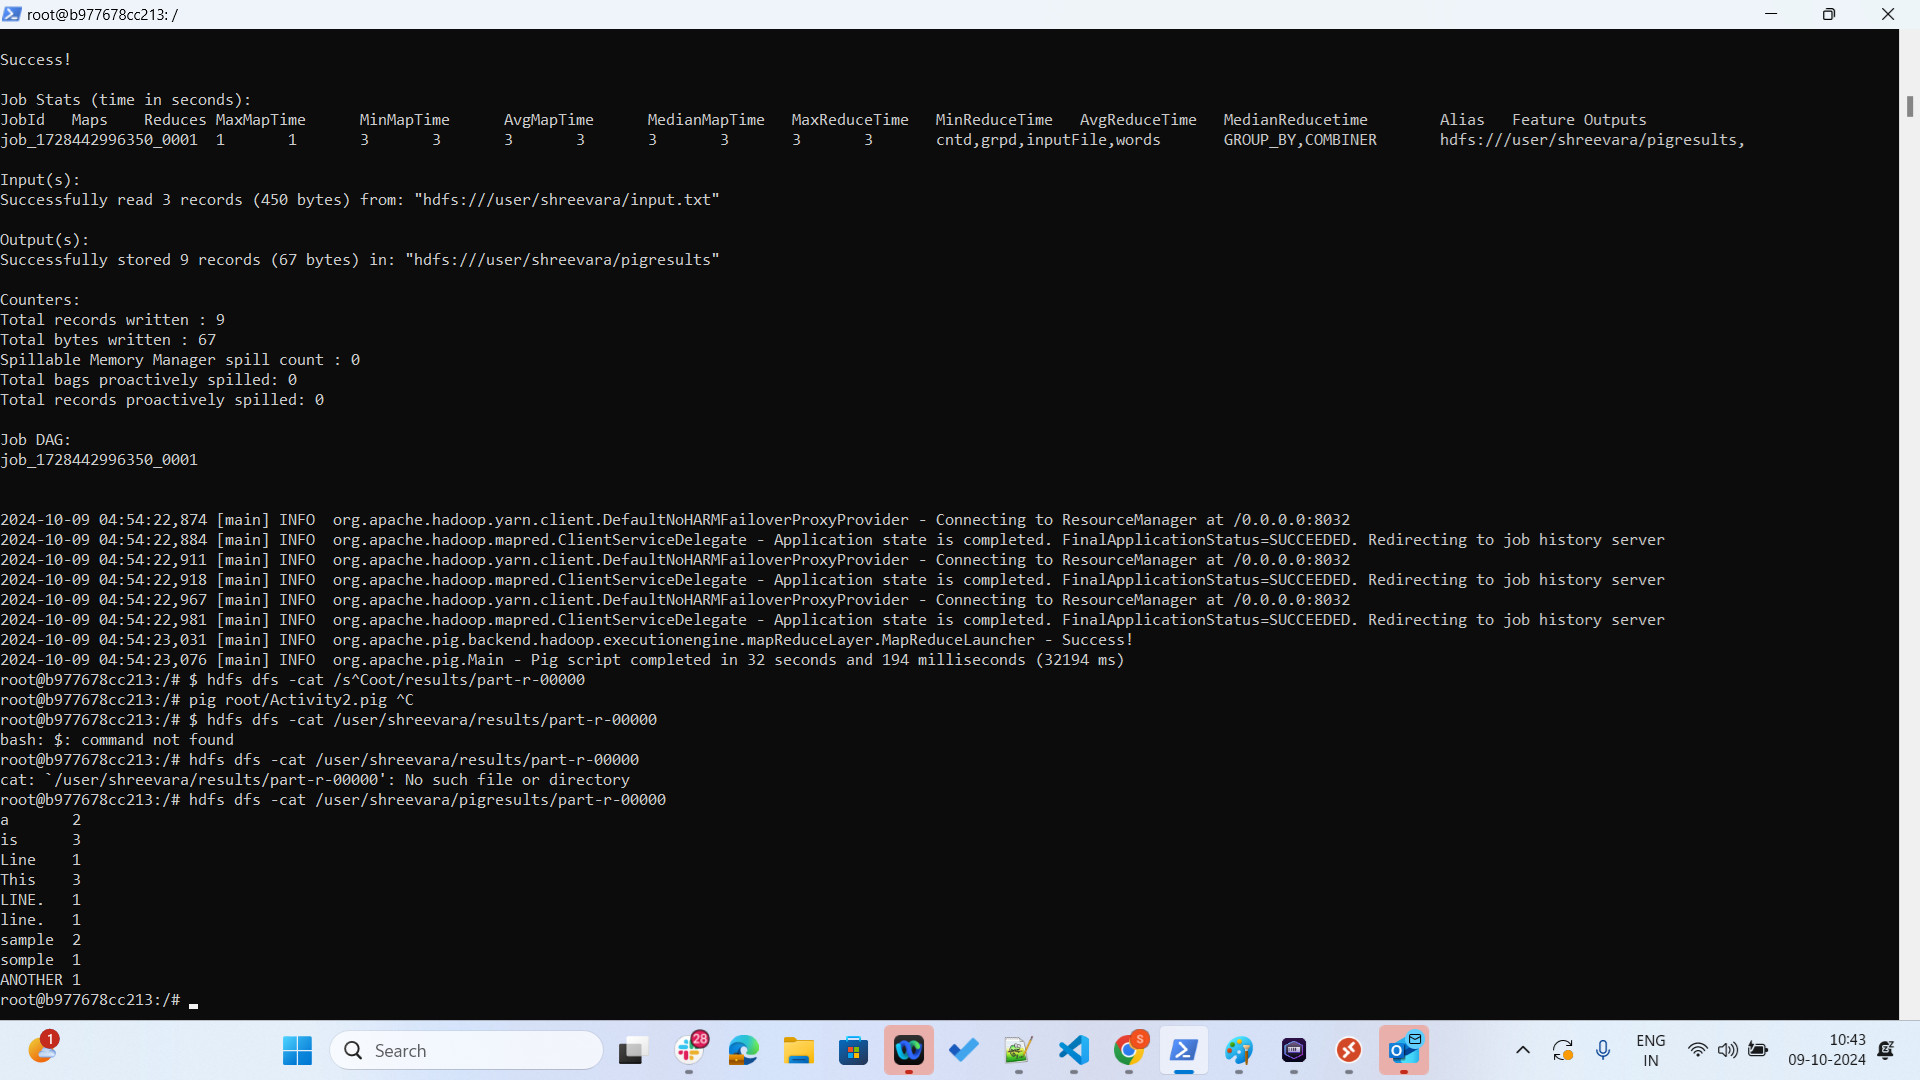 root@b977678cc213: /
Success!
Job Stats (time in seconds):
JobId Maps Reduces MaxMapTime MinMapTime AvgMapTime MedianMapTime MaxReduceTime MinReduceTime AvgReduceTime MedianReducetime Alias Feature Outputs
job_1728442996350_0001 1 1 3 3 3 3 3 3 3 3 cntd,grpd,inputFile,words GROUP_BY,COMBINER hdfs:///user/shreevara/pigresults,
Input(s):
Successfully read 3 records (450 bytes) from: "hdfs:///user/shreevara/input.txt"
Output(s):
Successfully stored 9 records (67 bytes) in: "hdfs:///user/shreevara/pigresults"
Counters:
Total records written : 9
Total bytes written : 67
Spillable Memory Manager spill count : 0
Total bags proactively spilled: 0
Total records proactively spilled: 0
Job DAG:
job_1728442996350_0001
2024-10-09 04:54:22,874 [main] INFO  org.apache.hadoop.yarn.client.DefaultNoHARMFailoverProxyProvider - Connecting to ResourceManager at /0.0.0.0:8032
2024-10-09 04:54:22,884 [main] INFO  org.apache.hadoop.mapred.ClientServiceDelegate - Application state is completed. FinalApplicationStatus=SUCCEEDED. Redirecting to job history server
2024-10-09 04:54:22,911 [main] INFO  org.apache.hadoop.yarn.client.DefaultNoHARMFailoverProxyProvider - Connecting to ResourceManager at /0.0.0.0:8032
2024-10-09 04:54:22,918 [main] INFO  org.apache.hadoop.mapred.ClientServiceDelegate - Application state is completed. FinalApplicationStatus=SUCCEEDED. Redirecting to job history server
2024-10-09 04:54:22,967 [main] INFO  org.apache.hadoop.yarn.client.DefaultNoHARMFailoverProxyProvider - Connecting to ResourceManager at /0.0.0.0:8032
2024-10-09 04:54:22,981 [main] INFO  org.apache.hadoop.mapred.ClientServiceDelegate - Application state is completed. FinalApplicationStatus=SUCCEEDED. Redirecting to job history server
2024-10-09 04:54:23,031 [main] INFO  org.apache.pig.backend.hadoop.executionengine.mapReduceLayer.MapReduceLauncher - Success!
2024-10-09 04:54:23,076 [main] INFO  org.apache.pig.Main - Pig script completed in 32 seconds and 194 milliseconds (32194 ms)
root@b977678cc213:/# $ hdfs dfs -cat /s^Coot/results/part-r-00000
root@b977678cc213:/# pig root/Activity2.pig ^C
root@b977678cc213:/# $ hdfs dfs -cat /user/shreevara/results/part-r-00000
bash: $: command not found
root@b977678cc213:/# hdfs dfs -cat /user/shreevara/results/part-r-00000
cat: `/user/shreevara/results/part-r-00000': No such file or directory
root@b977678cc213:/# hdfs dfs -cat /user/shreevara/pigresults/part-r-00000
a 2
is 3
Line 1
This 3
LINE. 1
line. 1
sample 2
somple 1
ANOTHER 1
root@b977678cc213:/#
1
Search
28
S
ENG
IN
10:43
09-10-2024